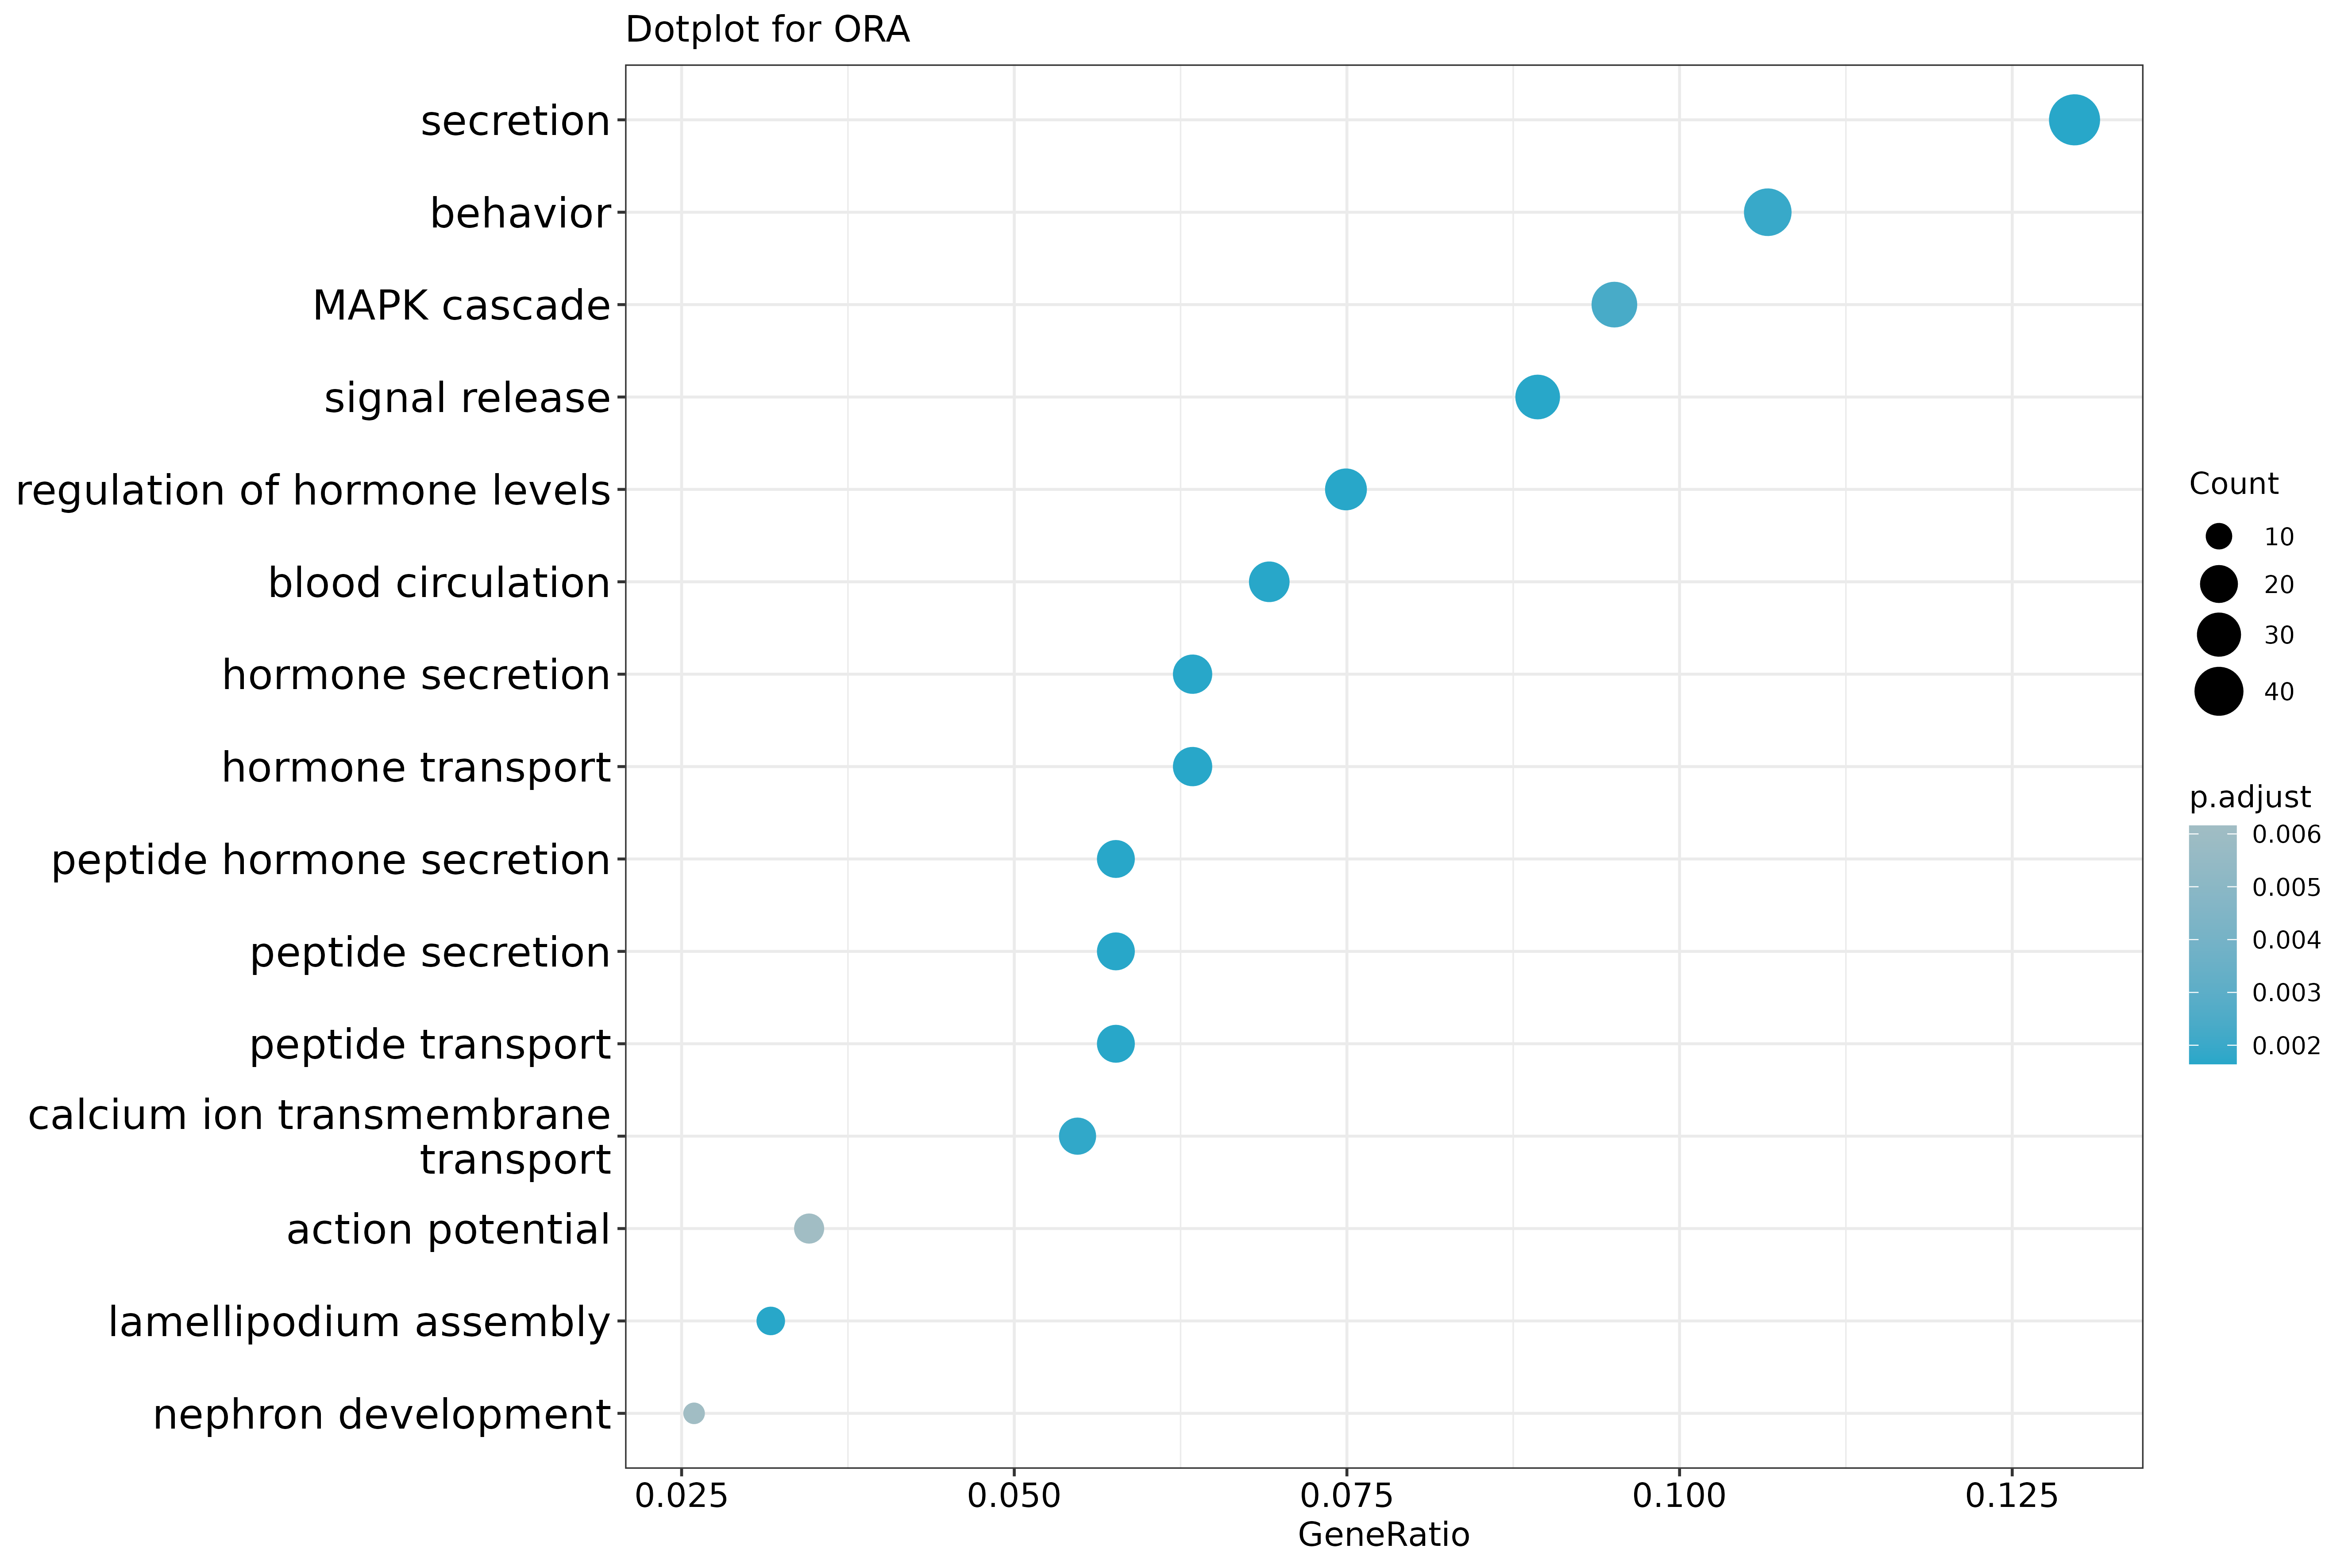 Dotplot for ORA
secretion
behavior
MAPK cascade
signal release
regulation of hormone levels
blood circulation
hormone secretion
hormone transport
peptide hormone secretion
peptide secretion
peptide transport
calcium ion transmembrane
transport
action potential
lamellipodium assembly
nephron development
0.025 0.050 0.075 0.100 0.125
GeneRatio
Count
10
20
30
40
p.adjust
0.006
0.005
0.004
0.003
0.002